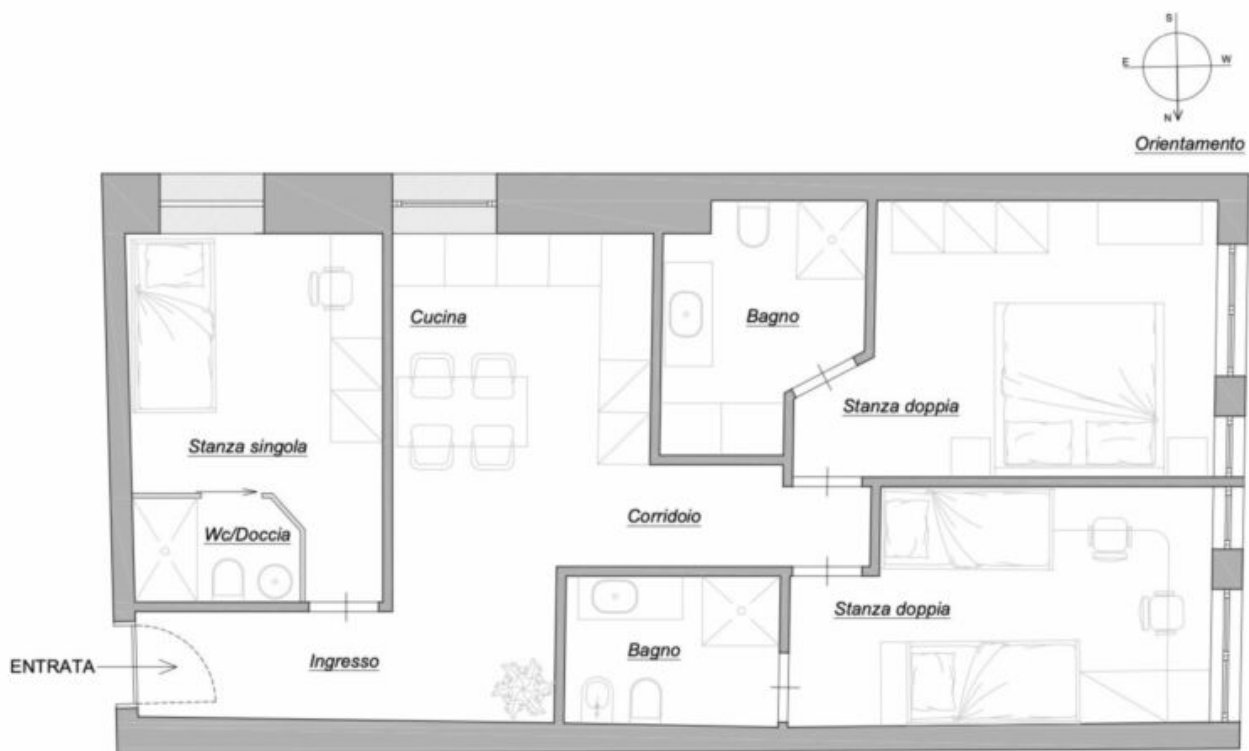 S
E
W
N
Orientamento
Cucina
Bagno
Stanza doppia
Stanza singola
Corridoio
Wc/Doccia
Stanza doppia
Bagno
Ingresso
ENTRATA